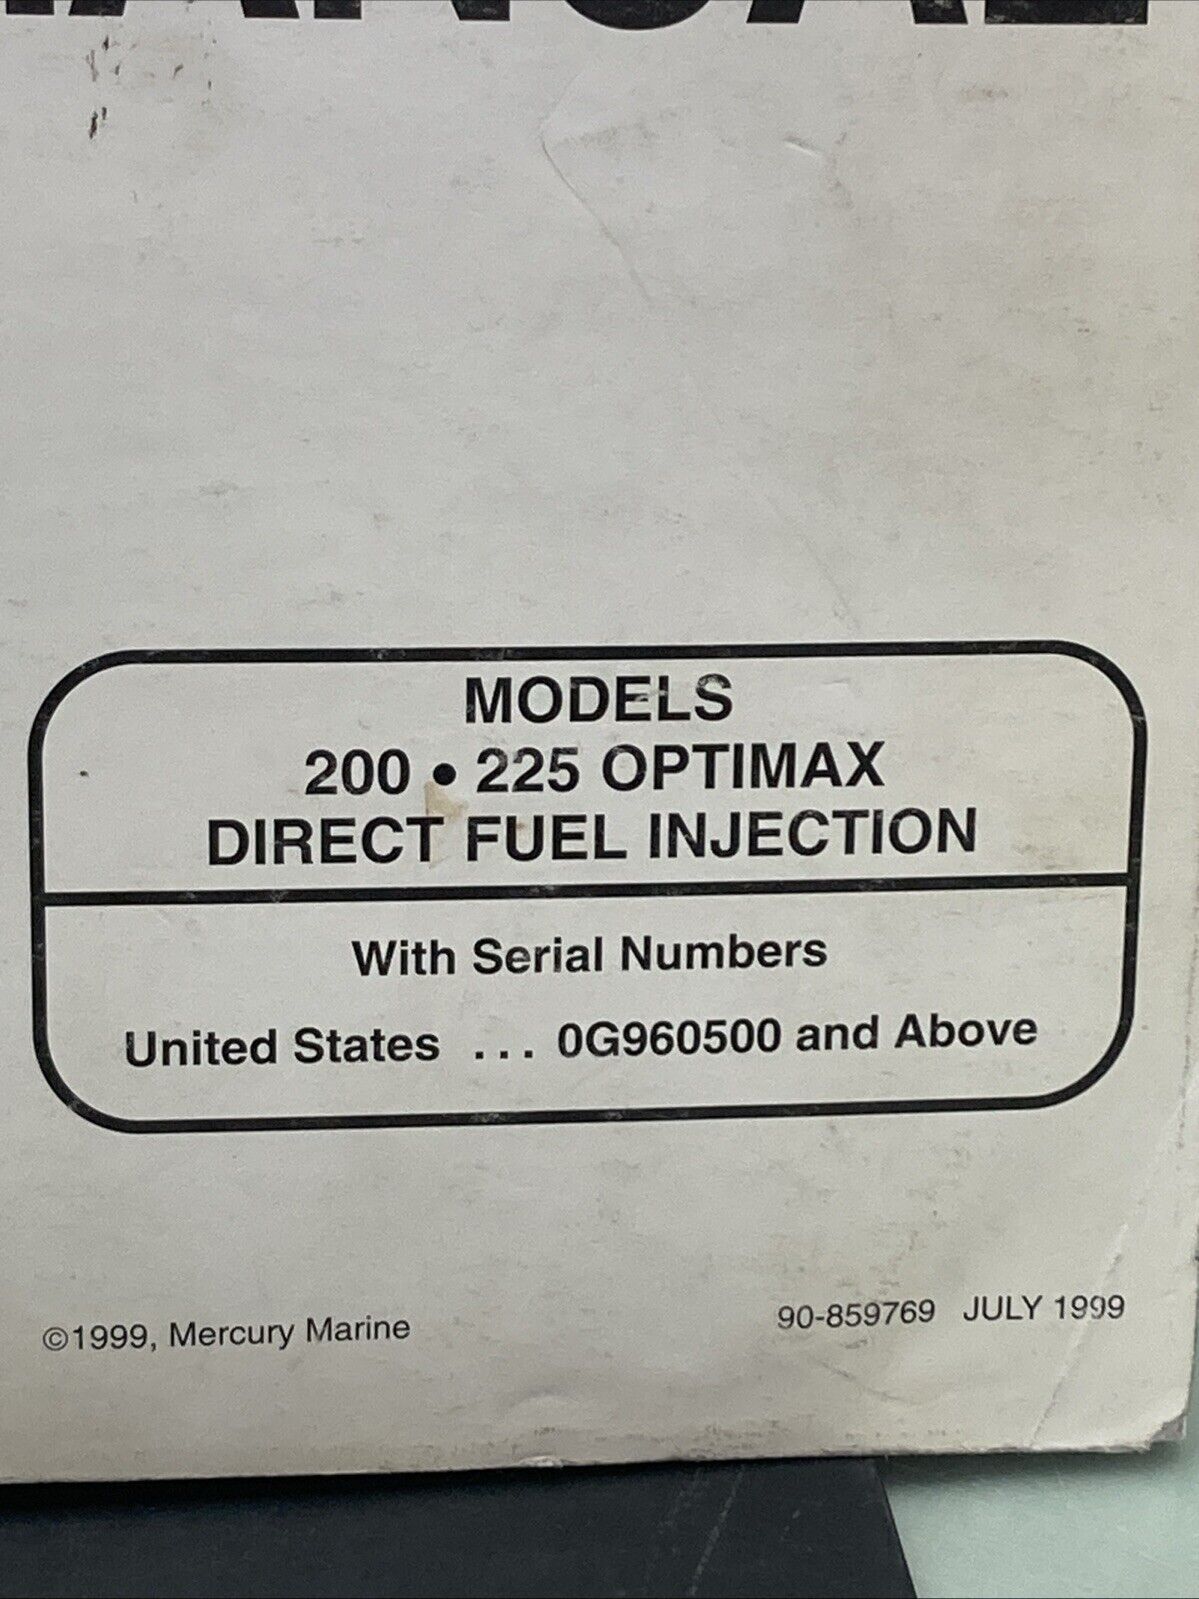 MANUAL
MODELS
200 • 225 OPTIMAX
DIRECT FUEL INJECTION
With Serial Numbers
United States ... 0G960500 and Above
©1999, Mercury Marine
90-859769 JULY 1999